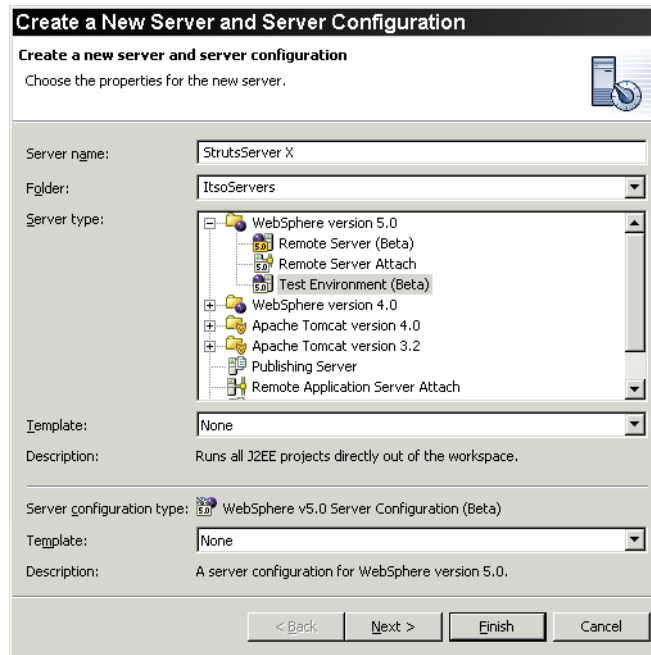 Create a New Server and Server Configuration
Create a new server and server configuration
Choose the properties for the new server.
Server name: StrutsServer X
Folder: ItsoServers
Server type:
WebSphere version 5.0
Remote Server (Beta)
Remote Server Attach
Test Environment (Beta)
WebSphere version 4.0
Apache Tomcat version 4.0
Apache Tomcat version 3.2
Publishing Server
Remote Application Server Attach
Template: None
Description: Runs all J2EE projects directly out of the workspace.
Server configuration type: WebSphere v5.0 Server Configuration (Beta)
Template: None
Description: A server configuration for WebSphere version 5.0.
< Back Next > Finish Cancel